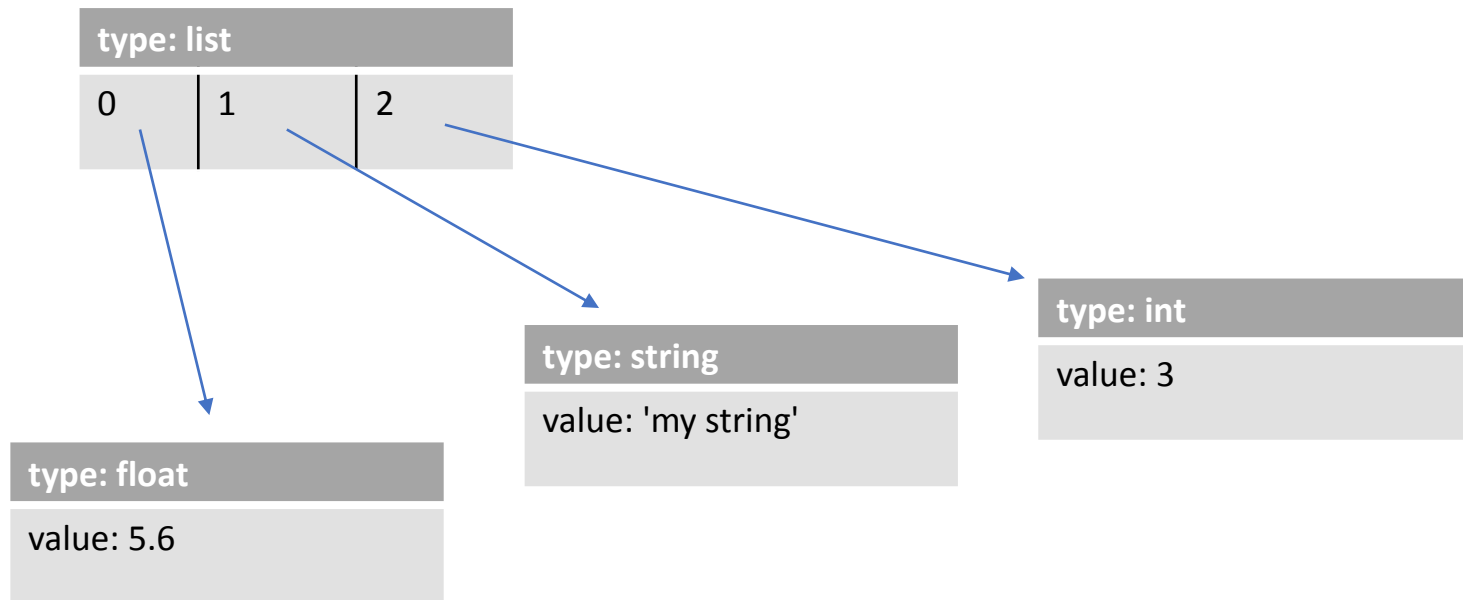 type: list
0 1 2
type: int
value: 3
type: string
value: 'my string'
type: float
value: 5.6